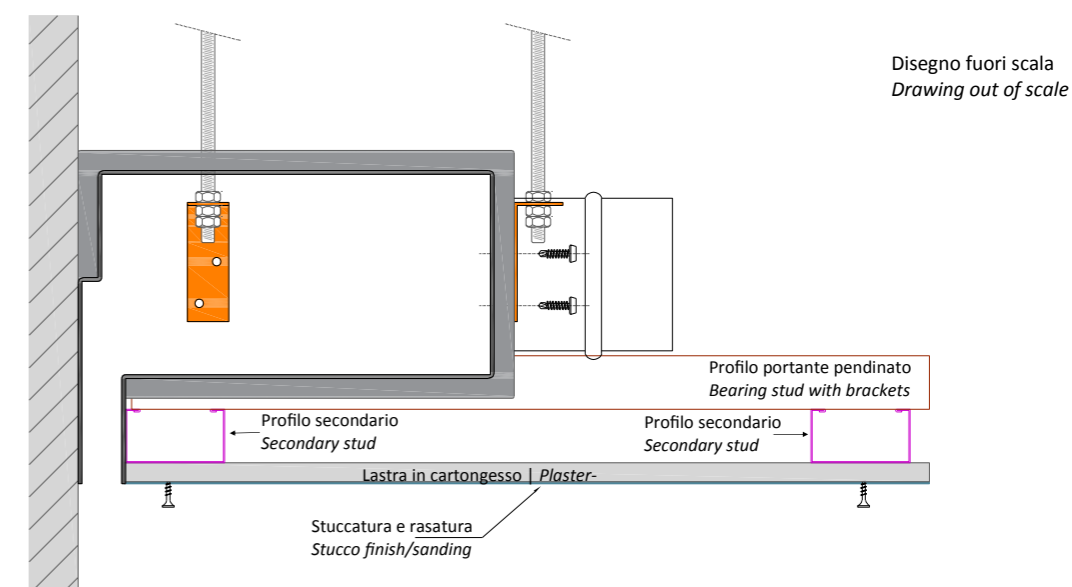 Disegno fuori scala
Drawing out of scale
Profilo portante pendinato
Bearing stud with brackets
Profilo secondario
Secondary stud
Profilo secondario
Secondary stud
Lastra in cartongesso | Plaster-
Stuccatura e rasatura
Stucco finish/sanding